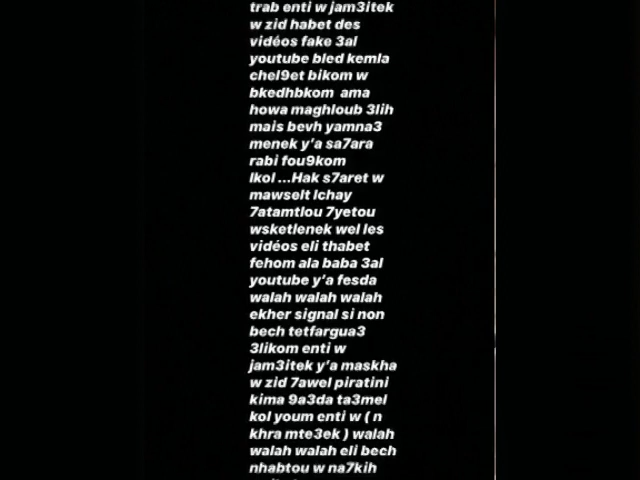 trab enti w jam3itek
w zid habet des
vidéos fake 3al
youtube bled kemla
chel9et bikom w
bkedhbkom ama
howa maghloub 3lih
mais bevh yamna3
menek y'a sa7ara
rabi fou9kom
lkol ...Hak s7aret w
mawselt lchay
7atamtlou 7yetou
wsketlenek wel les
vidéos eli thabet
fehom ala baba 3al
youtube y'a fesda
walah walah walah
ekher signal si non
bech tetfargua3
3likom enti w
jam3itek y'a maskha
w zid 7awel piratini
kima 9a3da ta3mel
kol youm enti w ( n
khra mte3ek ) walah
walah walah eli bech
nhabtou w na7kih